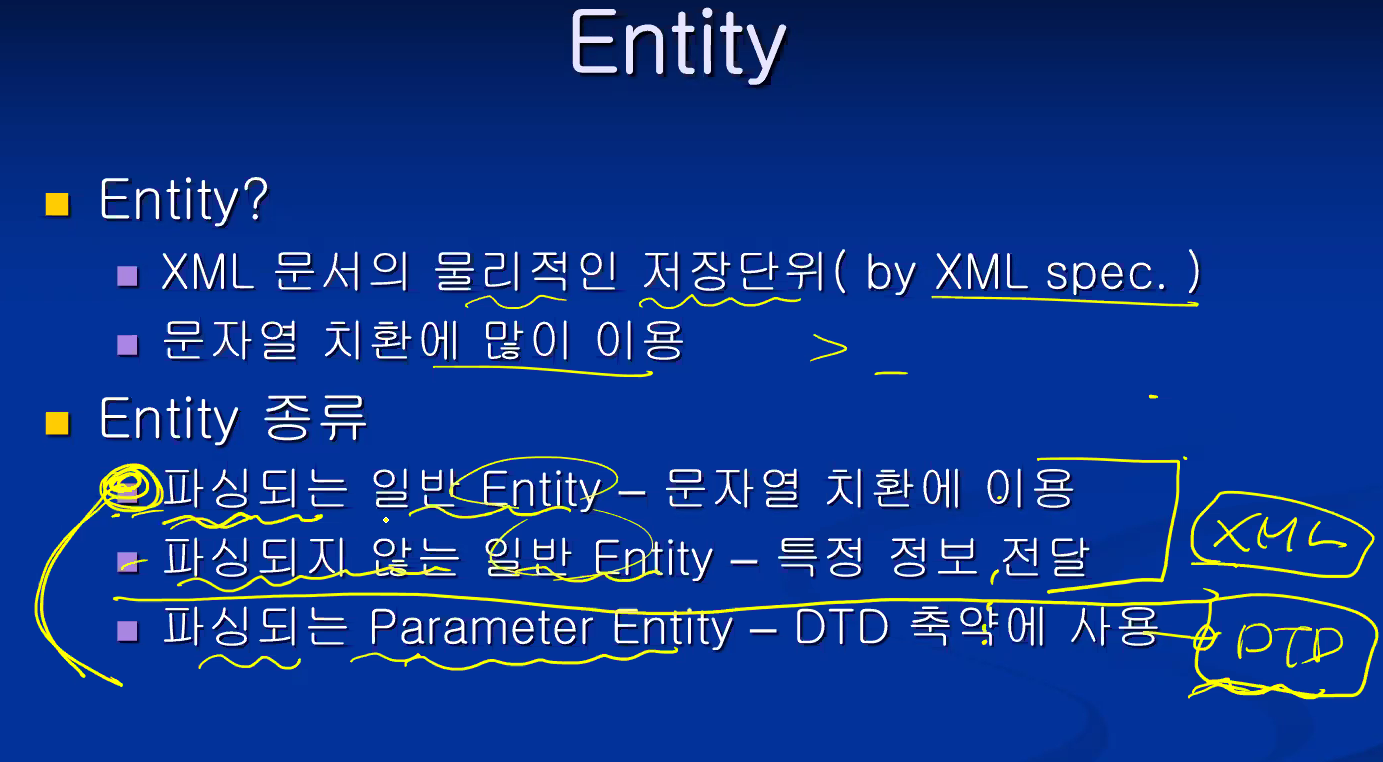 Entity
Entity?
XML 문서의 물리적인 저장단위( by XML spec. )
문자열 치환에 많이 이용
Entity 종류
파싱되는 일반 Entity – 문자열 치환에 이용
파싱되지 않는 일반 Entity – 특정 정보 전달
XML
파싱되는 Parameter Entity – DTD 축약에 사용
DTD